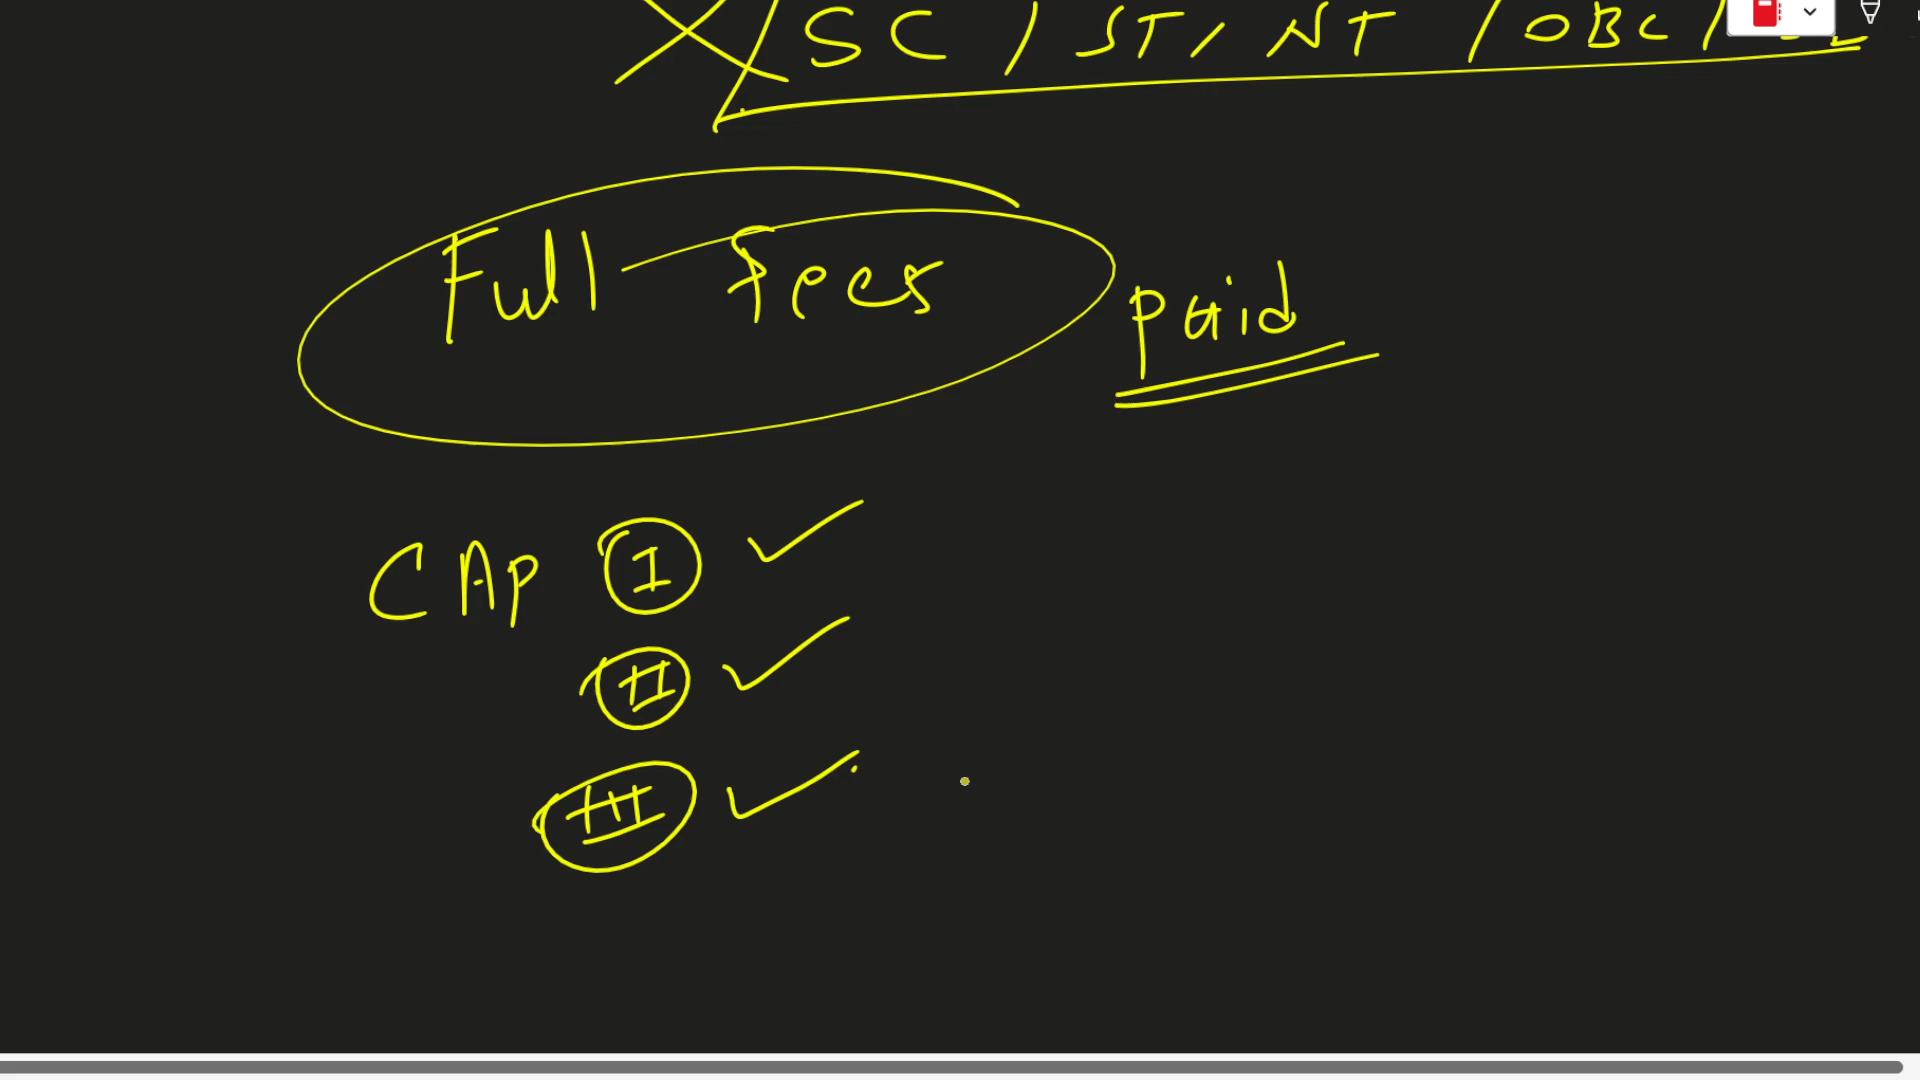 SC / ST / NT / OBC /
Full Fees
paid
CAP I
II
III